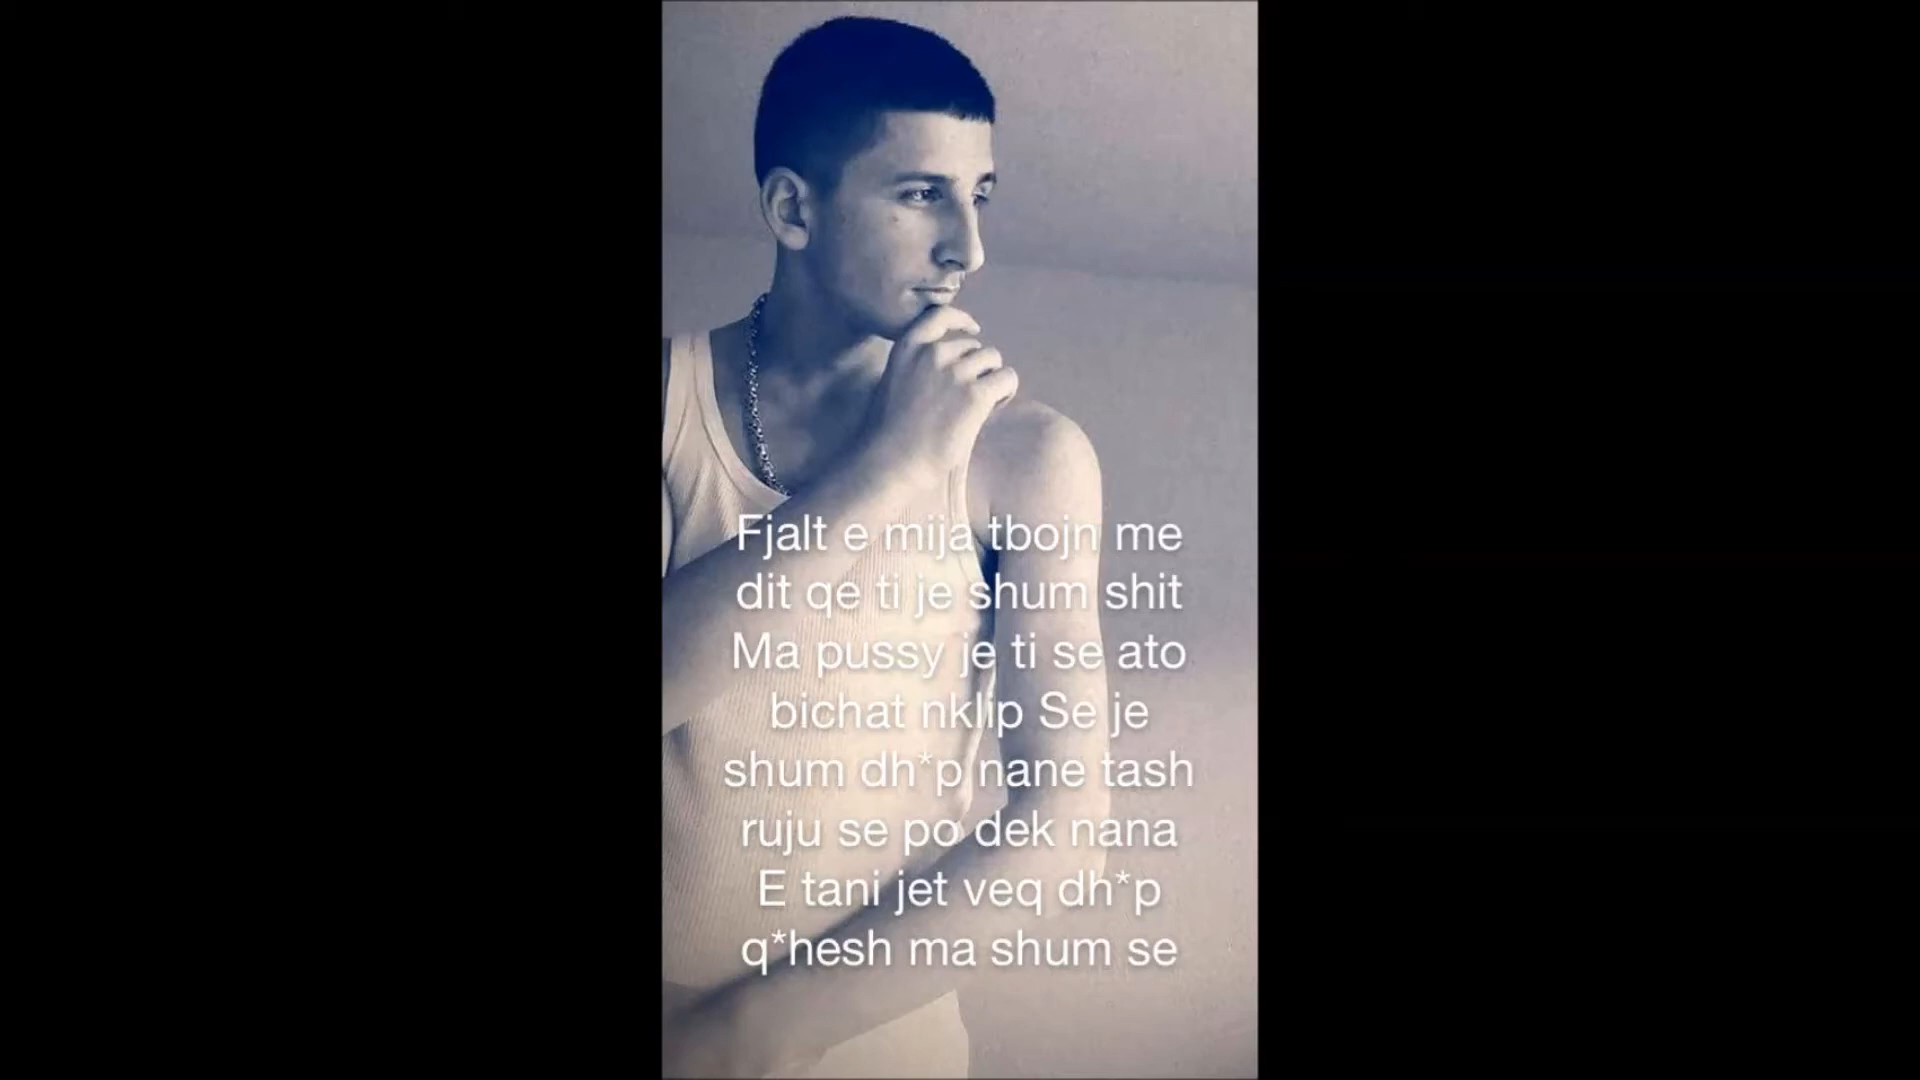 Fjalt e mija tbojn me
dit qe ti je shum shit
Ma pussy je ti se ato
bichat nklip Se je
shum dh*p nane tash
ruju se po dek nana
E tani jet veq dh*p
q*hesh ma shum se